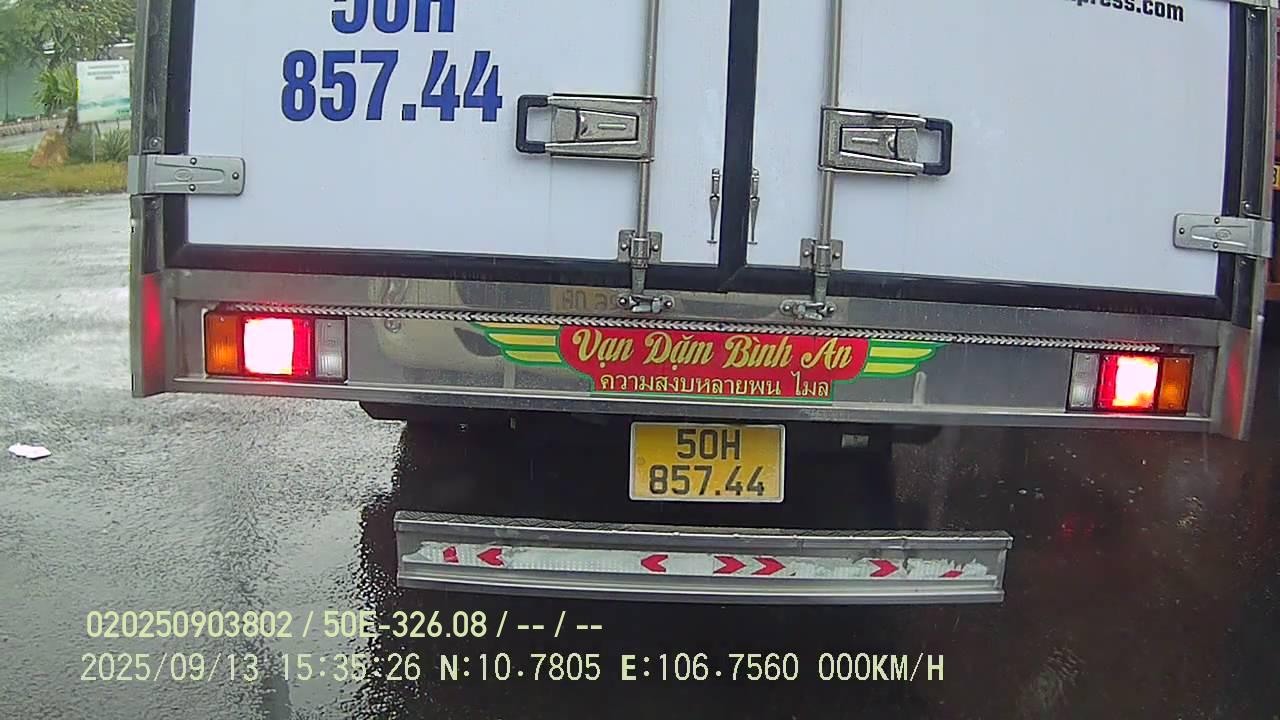 50H
857.44
press.com
Vạn Dặm Bình An
ความสงบหลายพน ไมล
50H
857.44
020250903802 / 50E-326.08 / -- / --
2025/09/13 15:35:26 N:10.7805 E:106.7560 000KM/H